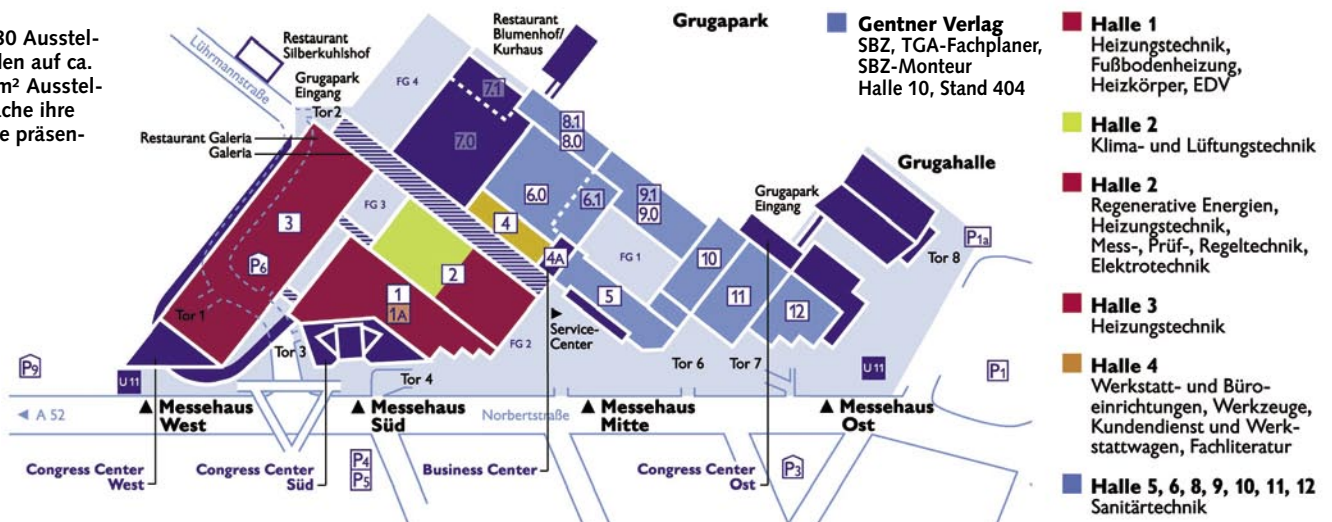 30 Ausstel-
den auf ca.
m² Ausstel-
äche ihre
e präsen-
Lührmannstraße
Restaurant
Silberkuhlshof
Grugapark
Eingang
Tor2
Restaurant Galeria
Galeria
FG 4
Restaurant
Blumenhof/
Kurhaus
Grugapark
7.1
7.0
8.1
8.0
6.0
6.1
9.1
9.0
Grugapark
Eingang
Grugahalle
P1a
Tor 8
3
FG 3
4
4A
FG 1
10
P6
2
5
11
12
1
1A
Tor 1
Service-
Center
FG 2
Tor 3
Tor 6
Tor 7
P9
U 11
Tor 4
U 11
P1
A 52
Messehaus
West
Messehaus
Süd
Norbertstraße
Messehaus
Mitte
Messehaus
Ost
Congress Center
West
Congress Center
Süd
P4
P5
Business Center
Congress Center
Ost
P3
Gentner Verlag
SBZ, TGA-Fachplaner,
SBZ-Monteur
Halle 10, Stand 404
Halle 1
Heizungstechnik,
Fußbodenheizung,
Heizkörper, EDV
Halle 2
Klima- und Lüftungstechnik
Halle 2
Regenerative Energien,
Heizungstechnik,
Mess-, Prüf-, Regeltechnik,
Elektrotechnik
Halle 3
Heizungstechnik
Halle 4
Werkstatt- und Büro-
einrichtungen, Werkzeuge,
Kundendienst und Werk-
stattwagen, Fachliteratur
Halle 5, 6, 8, 9, 10, 11, 12
Sanitärtechnik